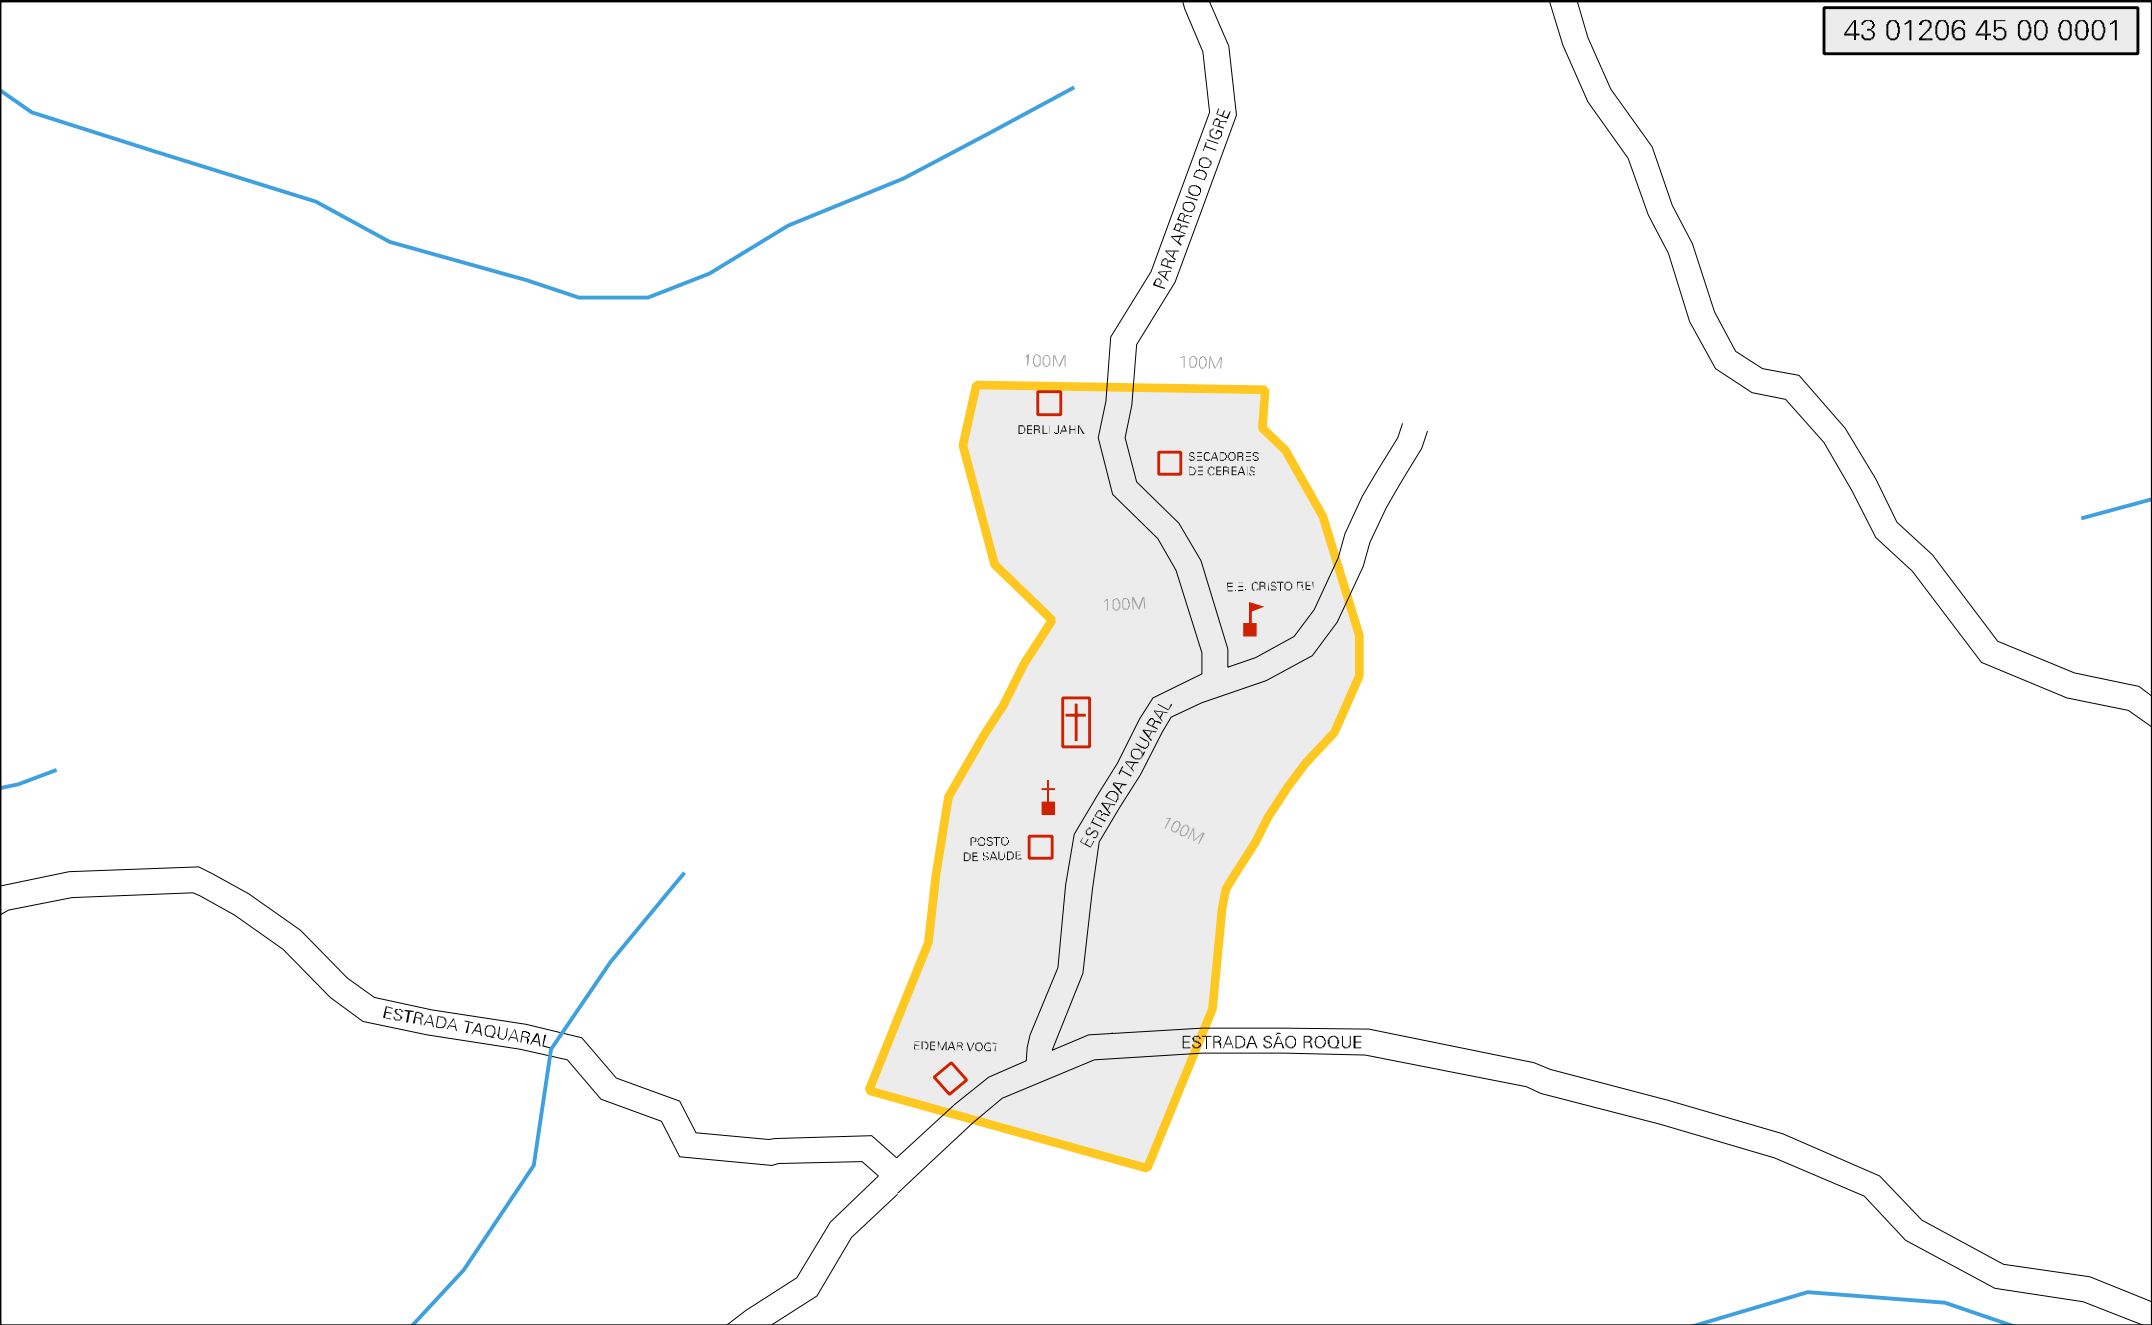 43 01206 45 00 0001
PARA ARROIO DO TIGRE
100M
100M
DERLI JAHN
SECADORES
DE CEREAIS
E.E. CRISTO REI
100M
ESTRADA TAQUARAL
100M
POSTO
DE SAUDE
ESTRADA TAQUARAL
EDEMAR VOGT
ESTRADA SÃO ROQUE